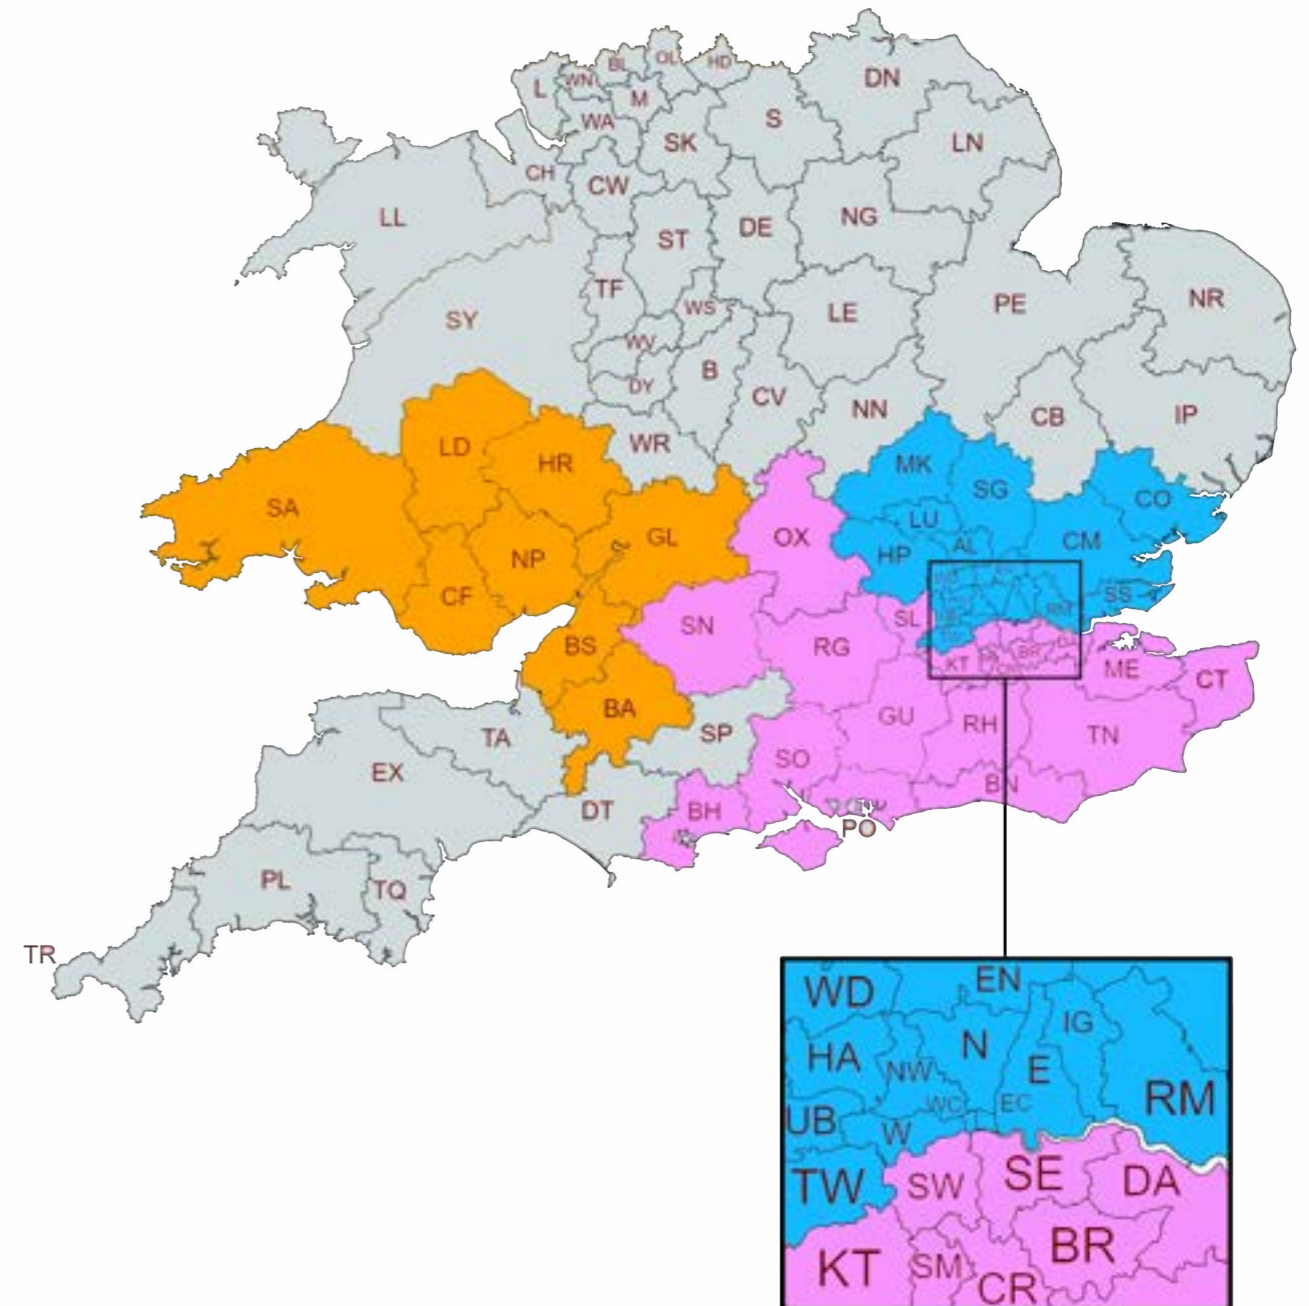 OL
HD
BL
WN
L
M
DN
WA
S
SK
LN
CH
CW
LL
NG
DE
ST
TF
NR
PE
WS
LE
SY
WV
B
DY
CV
NN
CB
IP
WR
LD
HR
MK
SG
CO
SA
LU
OX
GL
CM
AL
HP
NP
CF
SS
RM
SL
SN
BS
RG
BR
KT
ME
CT
BA
GU
RH
SP
TN
TA
SO
EX
BN
DT
BH
PO
PL
TQ
TR
WD
EN
IG
N
HA
NW
E
WC
EC
RM
UB
W
TW
SW
SE
DA
BR
KT
SM
CR